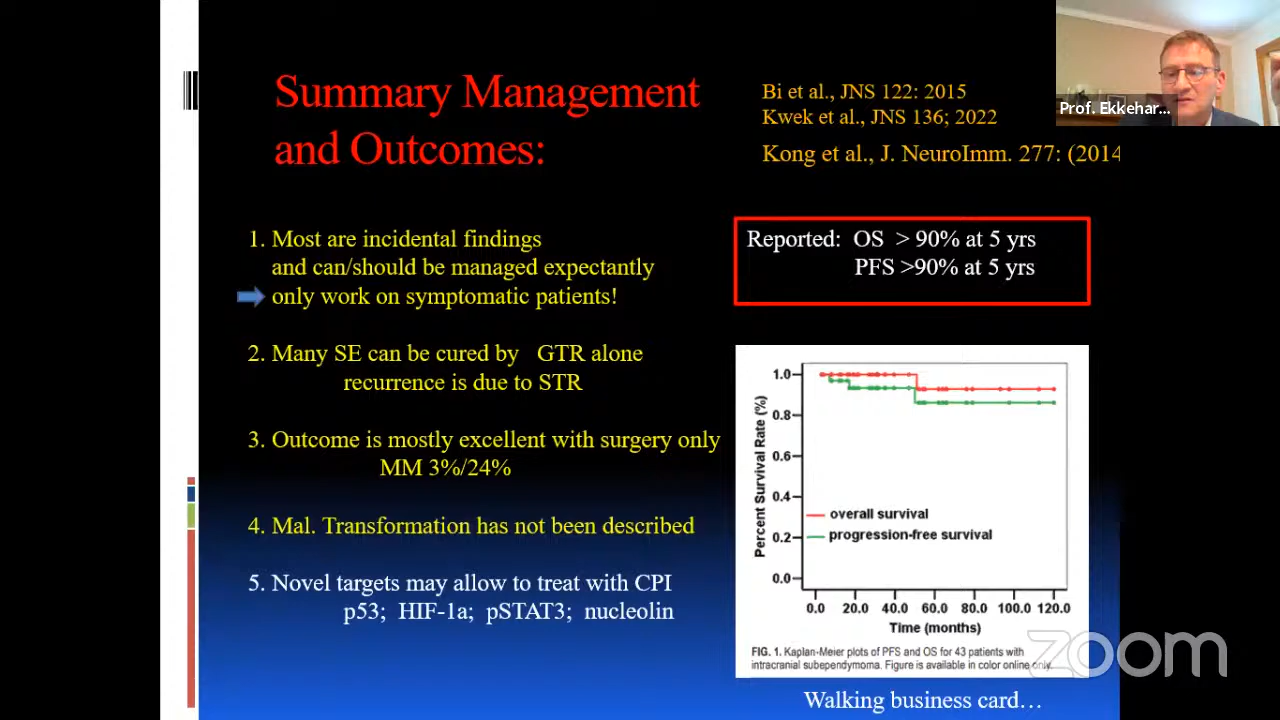 Summary Management
and Outcomes:
Bi et al., JNS 122: 2015
Kwek et al., JNS 136; 2022
Kong et al., J. NeuroImm. 277: (2014
Prof. Ekkehar...
1. Most are incidental findings
and can/should be managed expectantly
only work on symptomatic patients!
2. Many SE can be cured by GTR alone
recurrence is due to STR
3. Outcome is mostly excellent with surgery only
MM 3%/24%
4. Mal. Transformation has not been described
5. Novel targets may allow to treat with CPI
p53; HIF-1a; pSTAT3; nucleolin
Reported: OS > 90% at 5 yrs
PFS >90% at 5 yrs
Percent Survival Rate (%)
1.0
0.8
0.6
0.4
0.2
0.0
overall survival
progression-free survival
0.0 20.0 40.0 60.0 80.0 100.0 120.0
Time (months)
FIG. 1. Kaplan-Meier plots of PFS and OS for 43 patients with
intracranial subependymoma. Figure is available in color online only.
zoom
Walking business card…